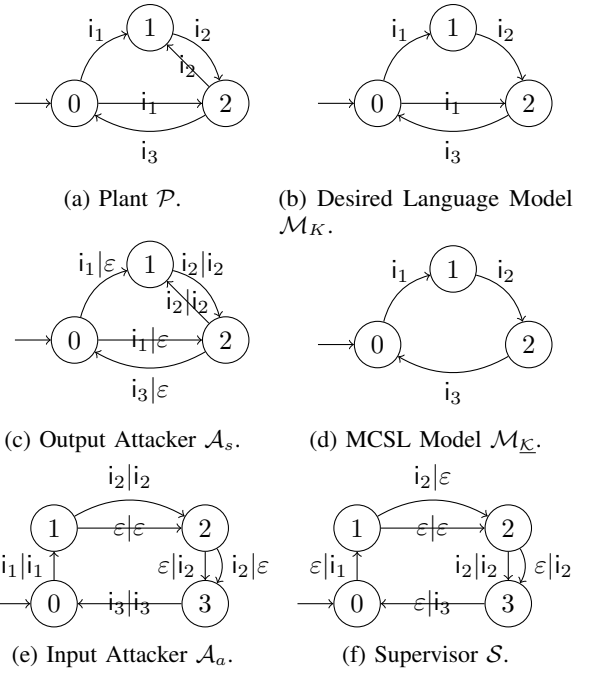 1
i₁
i₂
i₂
0
i₁
2
i₃
(a) Plant 𝒫.
1
i₁
i₂
0
i₁
2
i₃
(b) Desired Language Model
ℳ_K.
1
i₁|ε
i₂|i₂
i₂|i₂
0
i₁|ε
2
i₃|ε
(c) Output Attacker 𝒜ₛ.
1
i₁
i₂
0
2
i₃
(d) MCSL Model ℳ_<u>𝒦</u>.
i₂|i₂
1
ε|ε
2
i₁|i₁
ε|i₂
i₂|ε
0
i₃|i₃
3
(e) Input Attacker 𝒜ₐ.
i₂|ε
1
ε|ε
2
ε|i₁
i₂|i₂
ε|i₂
0
ε|i₃
3
(f) Supervisor 𝒮.